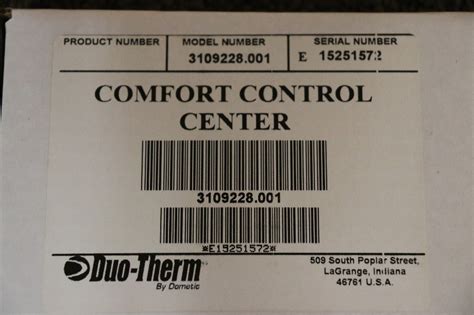 PRODUCT NUMBER MODEL NUMBER SERIAL NUMBER
3109228.001 E 15251572
COMFORT CONTROL
CENTER
3109228.001
*E15251572*
Duo-Therm
By Dometic
509 South Poplar Street,
LaGrange, Indiana
46761 U.S.A.